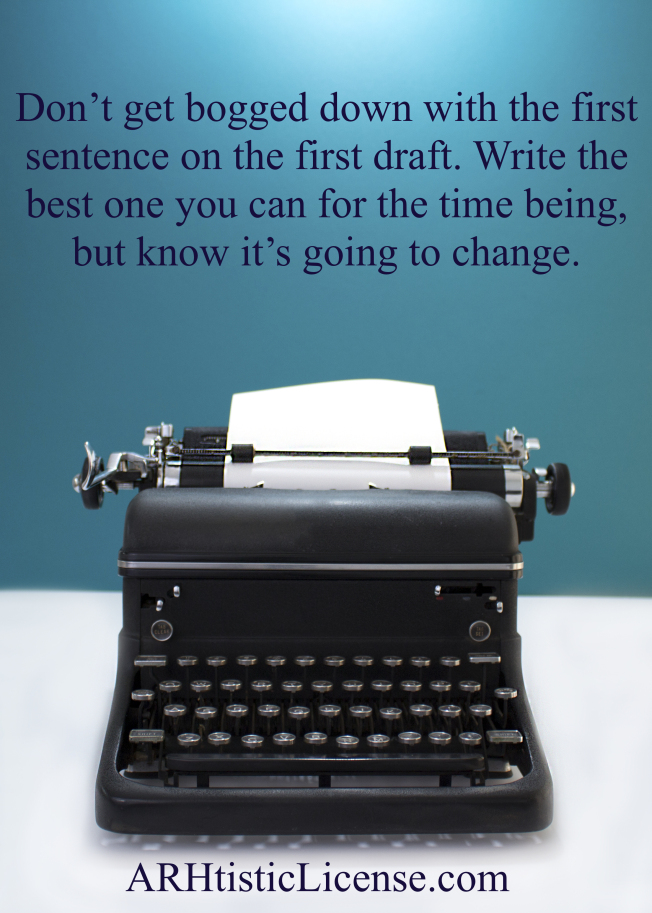 Don’t get bogged down with the first
sentence on the first draft. Write the
best one you can for the time being,
but know it’s going to change.
ARHtisticLicense.com